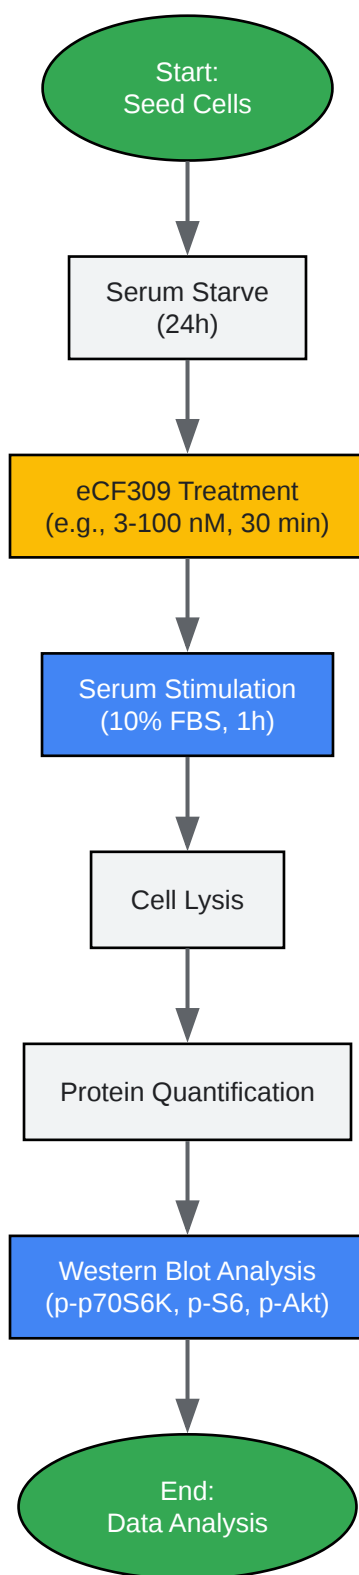 Start:
Seed Cells
Serum Starve
(24h)
eCF309 Treatment
(e.g., 3-100 nM, 30 min)
Serum Stimulation
(10% FBS, 1h)
Cell Lysis
Protein Quantification
Western Blot Analysis
(p-p70S6K, p-S6, p-Akt)
End:
Data Analysis